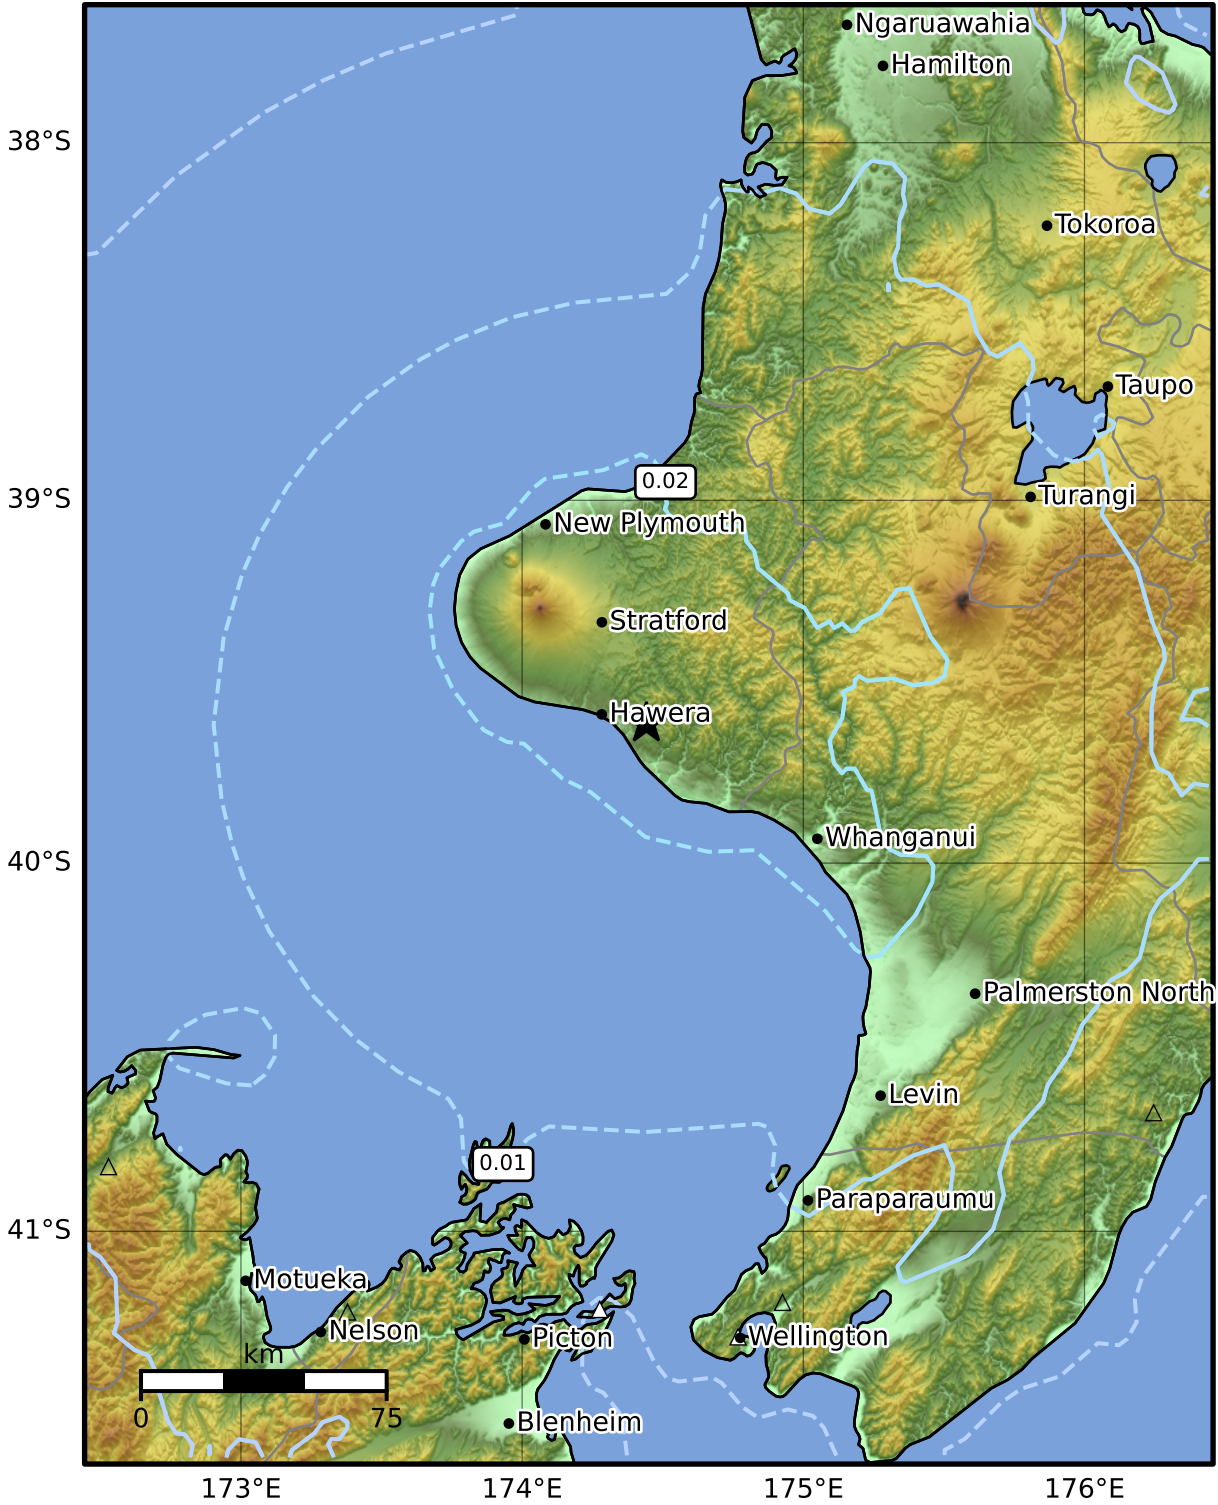 Ngaruawahia
Hamilton
38°S
Tokoroa
Taupo
0.02
39°S
Turangi
New Plymouth
Stratford
Hawera
Whanganui
40°S
Palmerston North
Levin
0.01
Paraparaumu
41°S
Motueka
Nelson
Picton
Wellington
km
0
75
Blenheim
173°E
174°E
175°E
176°E